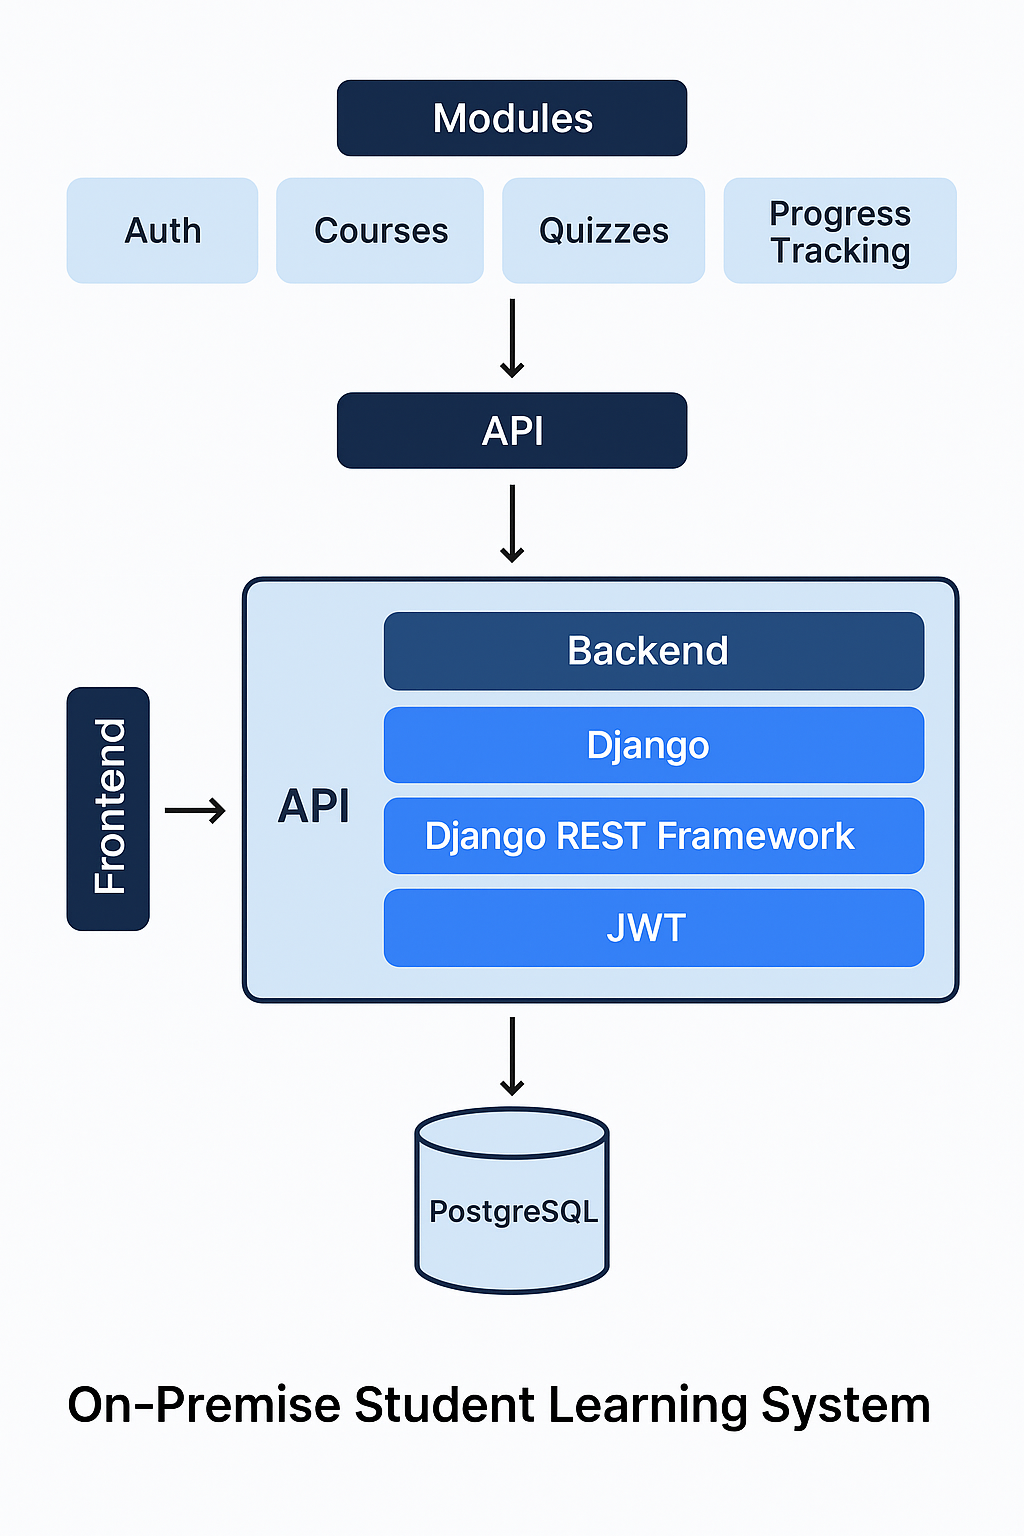 Modules
Auth
Courses
Quizzes
Progress
Tracking
API
Frontend
API
Backend
Django
Django REST Framework
JWT
PostgreSQL
On-Premise Student Learning System